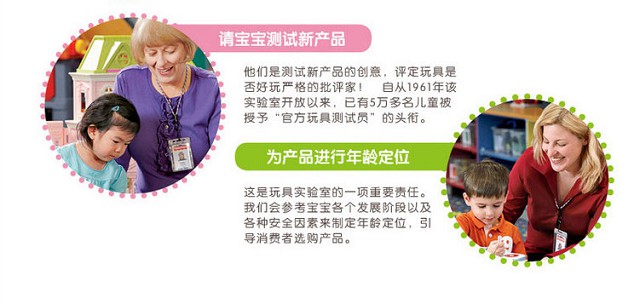 请宝宝测试新产品
他们是测试新产品的创意，评定玩具是
否好玩严格的批评家！ 自从1961年该
实验室开放以来，已有5万多名儿童被
授予“官方玩具测试员”的头衔。
为产品进行年龄定位
这是玩具实验室的一项重要责任。
我们会参考宝宝各个发展阶段以及
各种安全因素来制定年龄定位，引
导消费者选购产品。